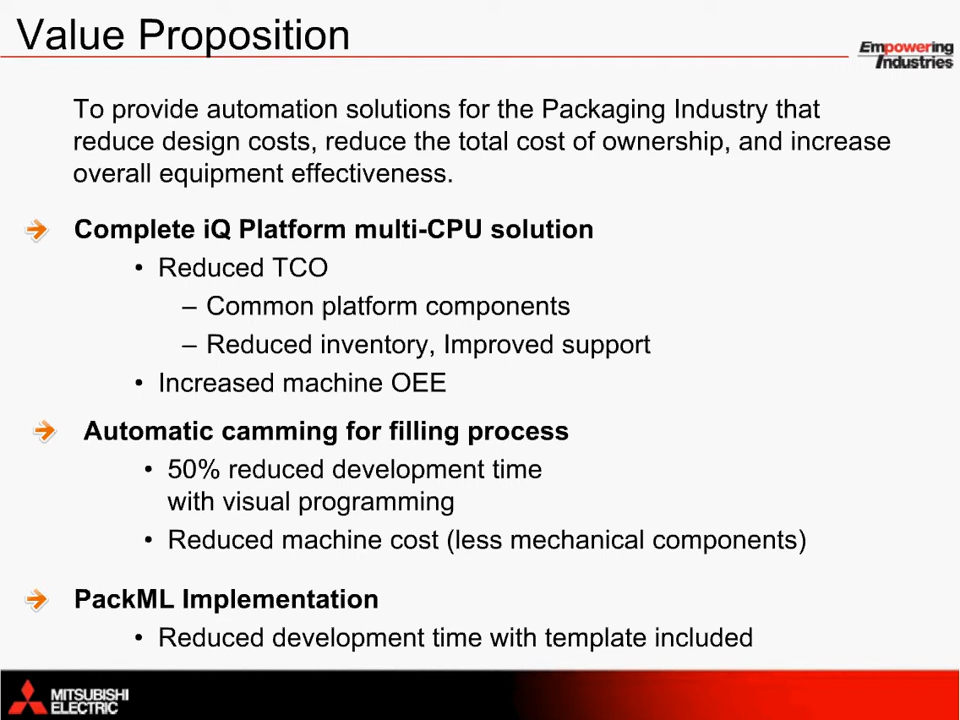 Value Proposition
Empowering
Industries
To provide automation solutions for the Packaging Industry that
reduce design costs, reduce the total cost of ownership, and increase
overall equipment effectiveness.
Complete iQ Platform multi-CPU solution
• Reduced TCO
– Common platform components
– Reduced inventory, Improved support
• Increased machine OEE
Automatic camming for filling process
• 50% reduced development time
with visual programming
• Reduced machine cost (less mechanical components)
PackML Implementation
• Reduced development time with template included
MITSUBISHI
ELECTRIC